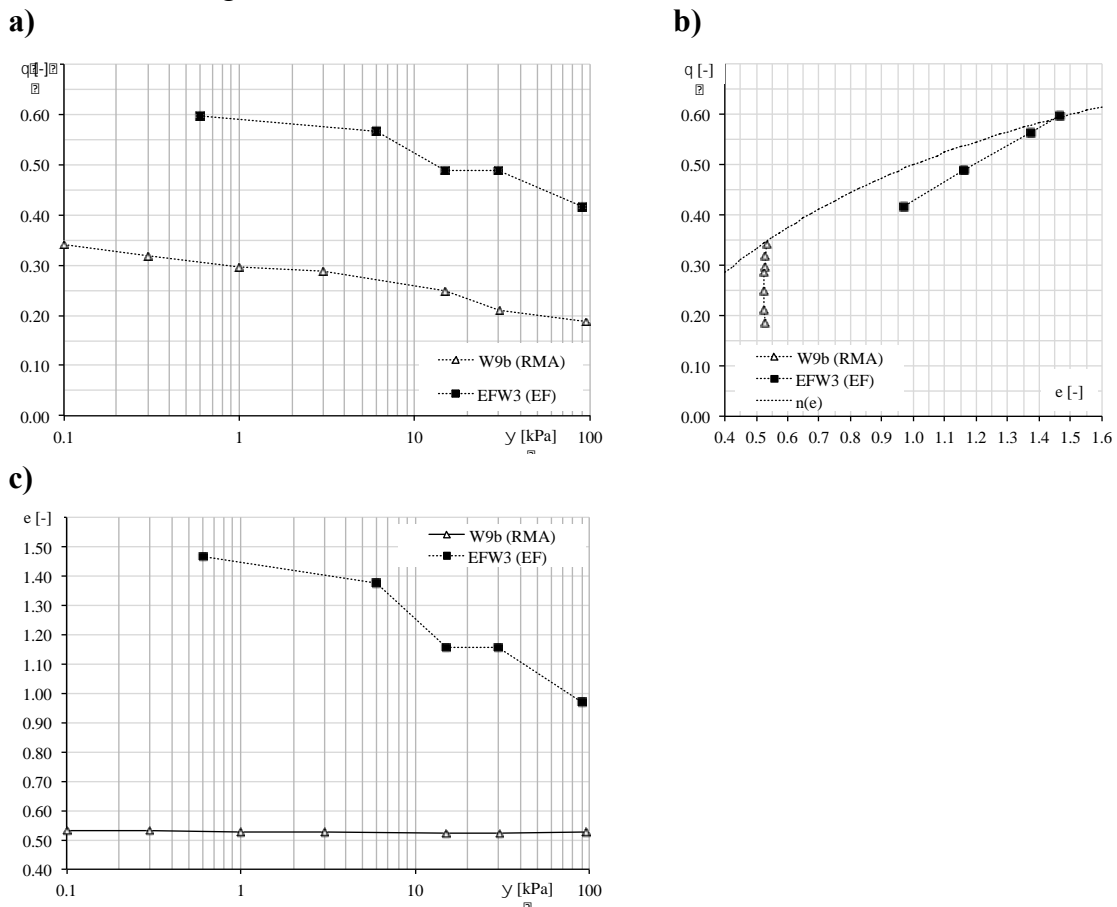 a)
q [-]
0.60
0.50
0.40
0.30
0.20
0.10
0.00
W9b (RMA)
EFW3 (EF)
0.1 1 10 100
y [kPa]
b)
q [-]
0.60
0.50
0.40
0.30
0.20
0.10
0.00
W9b (RMA)
EFW3 (EF)
n(e)
e [-]
0.4 0.5 0.6 0.7 0.8 0.9 1.0 1.1 1.2 1.3 1.4 1.5 1.6
c)
e [-]
1.50
1.40
1.30
1.20
1.10
1.00
0.90
0.80
0.70
0.60
0.50
0.40
W9b (RMA)
EFW3 (EF)
0.1 1 10 100
y [kPa]